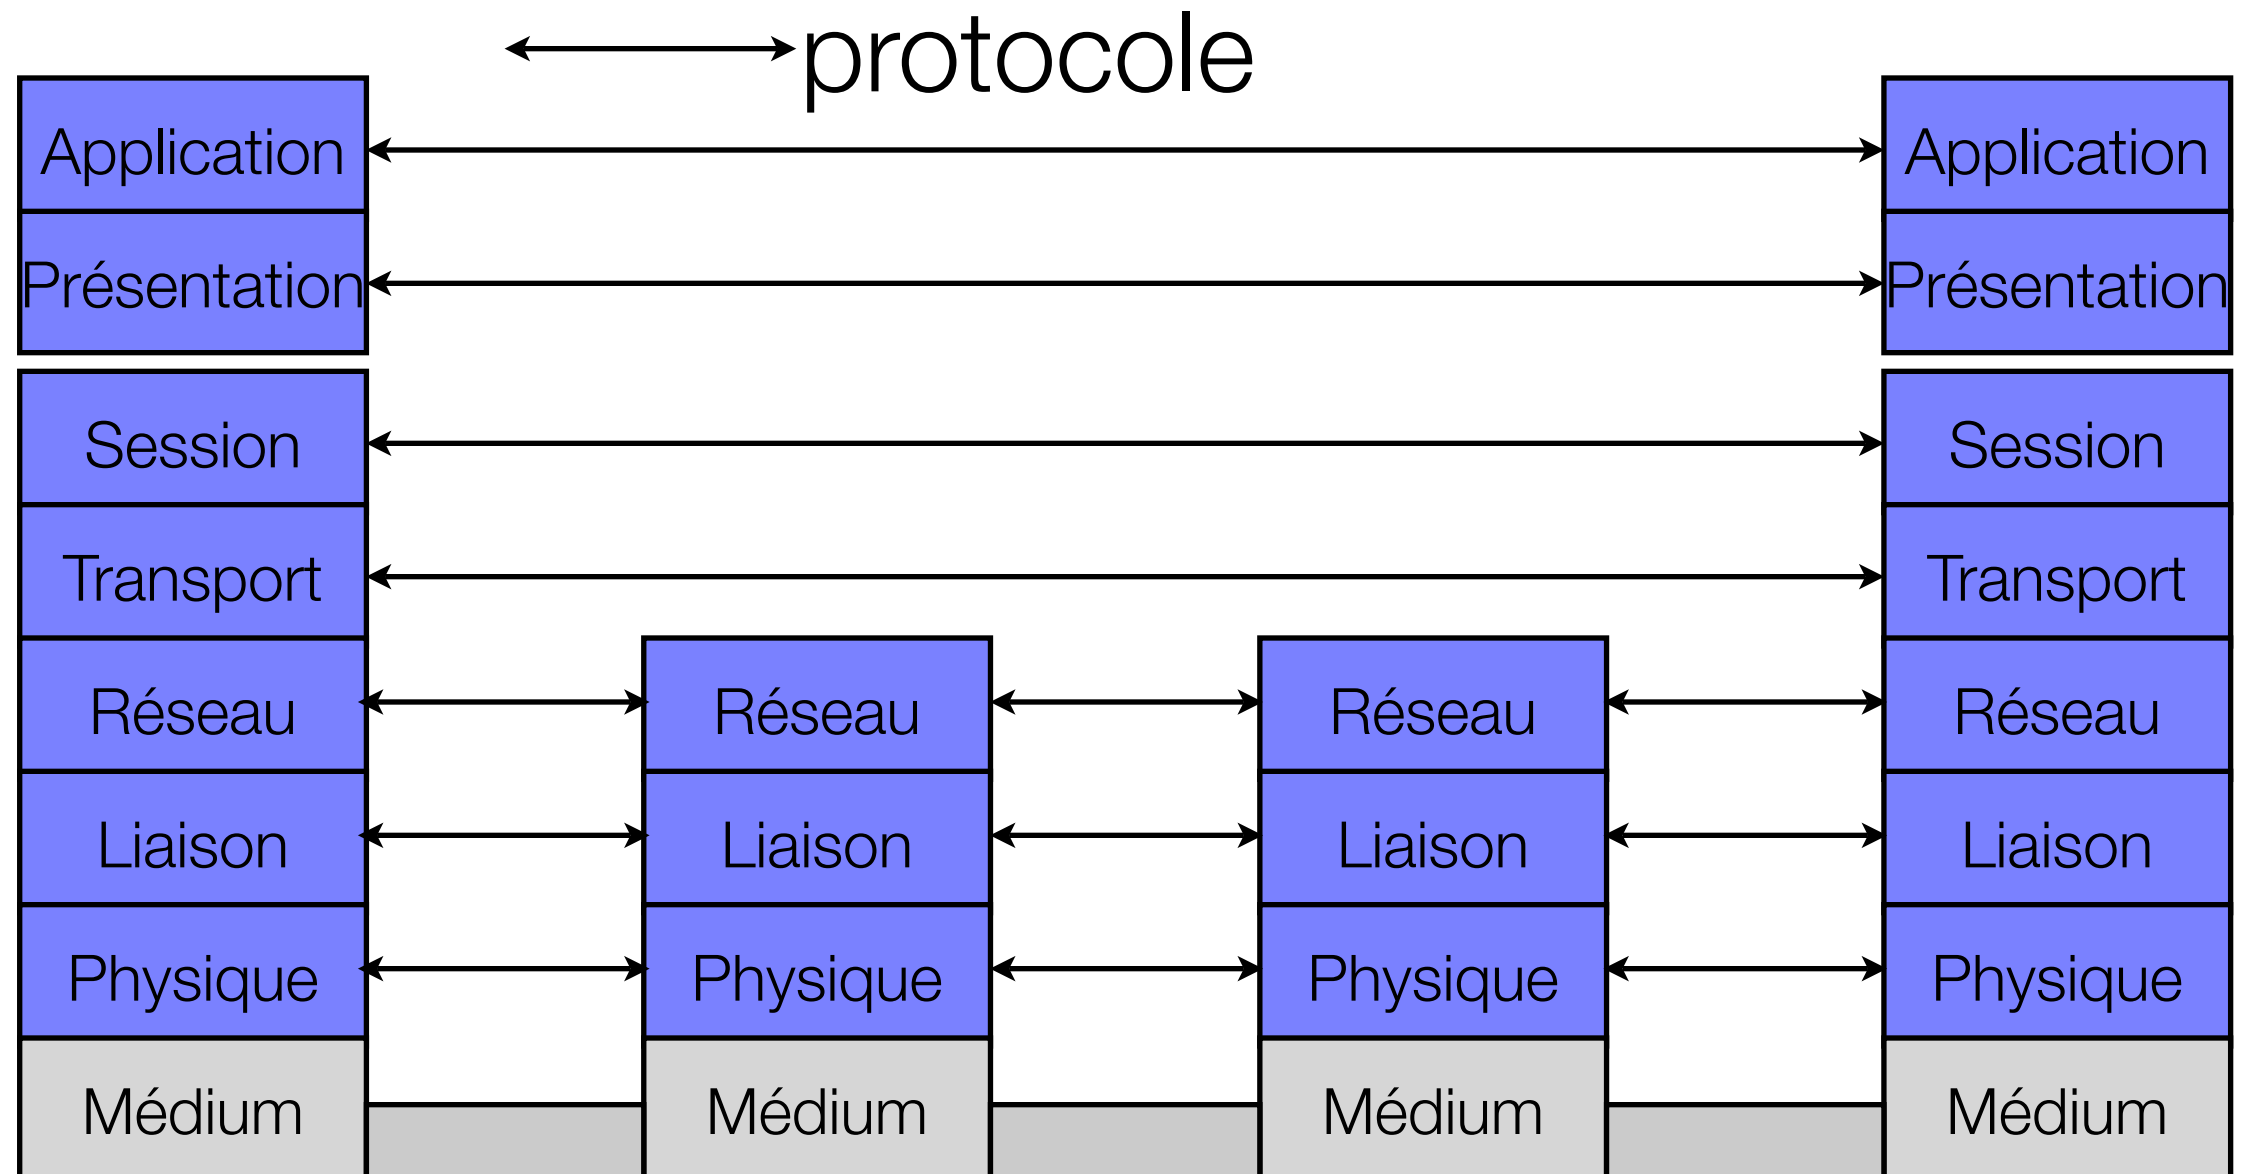 protocole
Application Application
Présentation Présentation
Session Session
Transport Transport
Réseau Réseau Réseau Réseau
Liaison Liaison Liaison Liaison
Physique Physique Physique Physique
Médium Médium Médium Médium